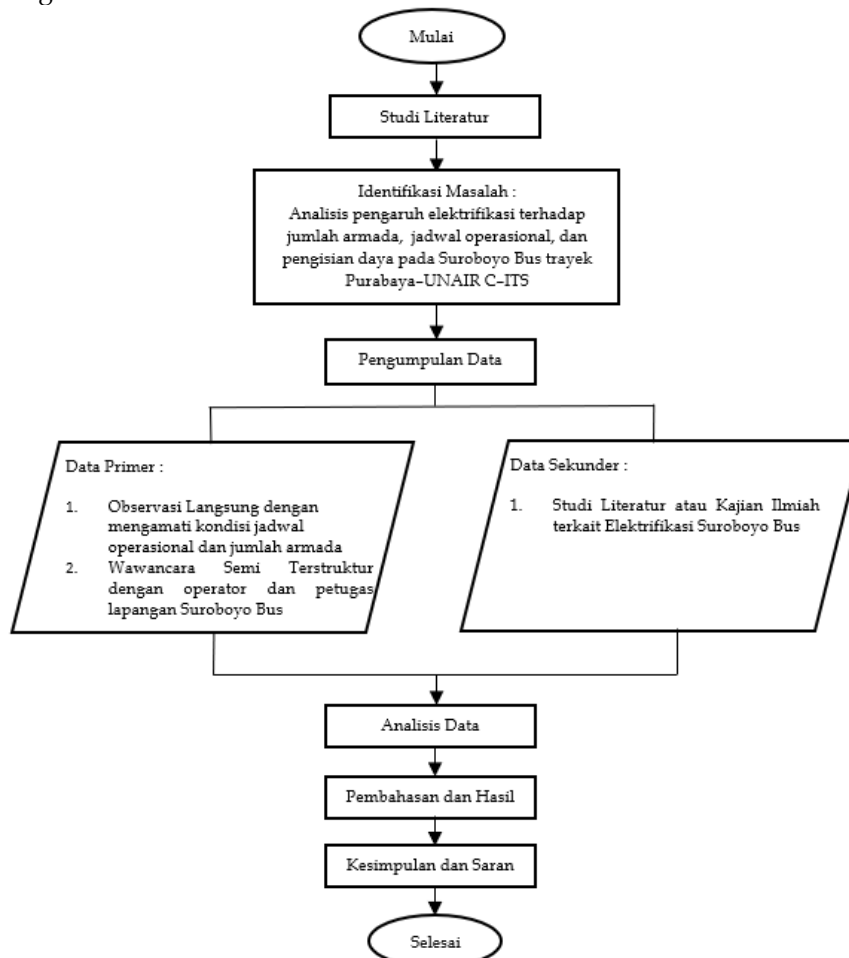 Mulai
Studi Literatur
Identifikasi Masalah :
Analisis pengaruh elektrifikasi terhadap
jumlah armada, jadwal operasional, dan
pengisian daya pada Suroboyo Bus trayek
Purabaya–UNAIR C–ITS
Pengumpulan Data
Data Primer :
1. Observasi Langsung dengan
mengamati kondisi jadwal
operasional dan jumlah armada
2. Wawancara Semi Terstruktur
dengan operator dan petugas
lapangan Suroboyo Bus
Data Sekunder :
1. Studi Literatur atau Kajian Ilmiah
terkait Elektrifikasi Suroboyo Bus
Analisis Data
Pembahasan dan Hasil
Kesimpulan dan Saran
Selesai